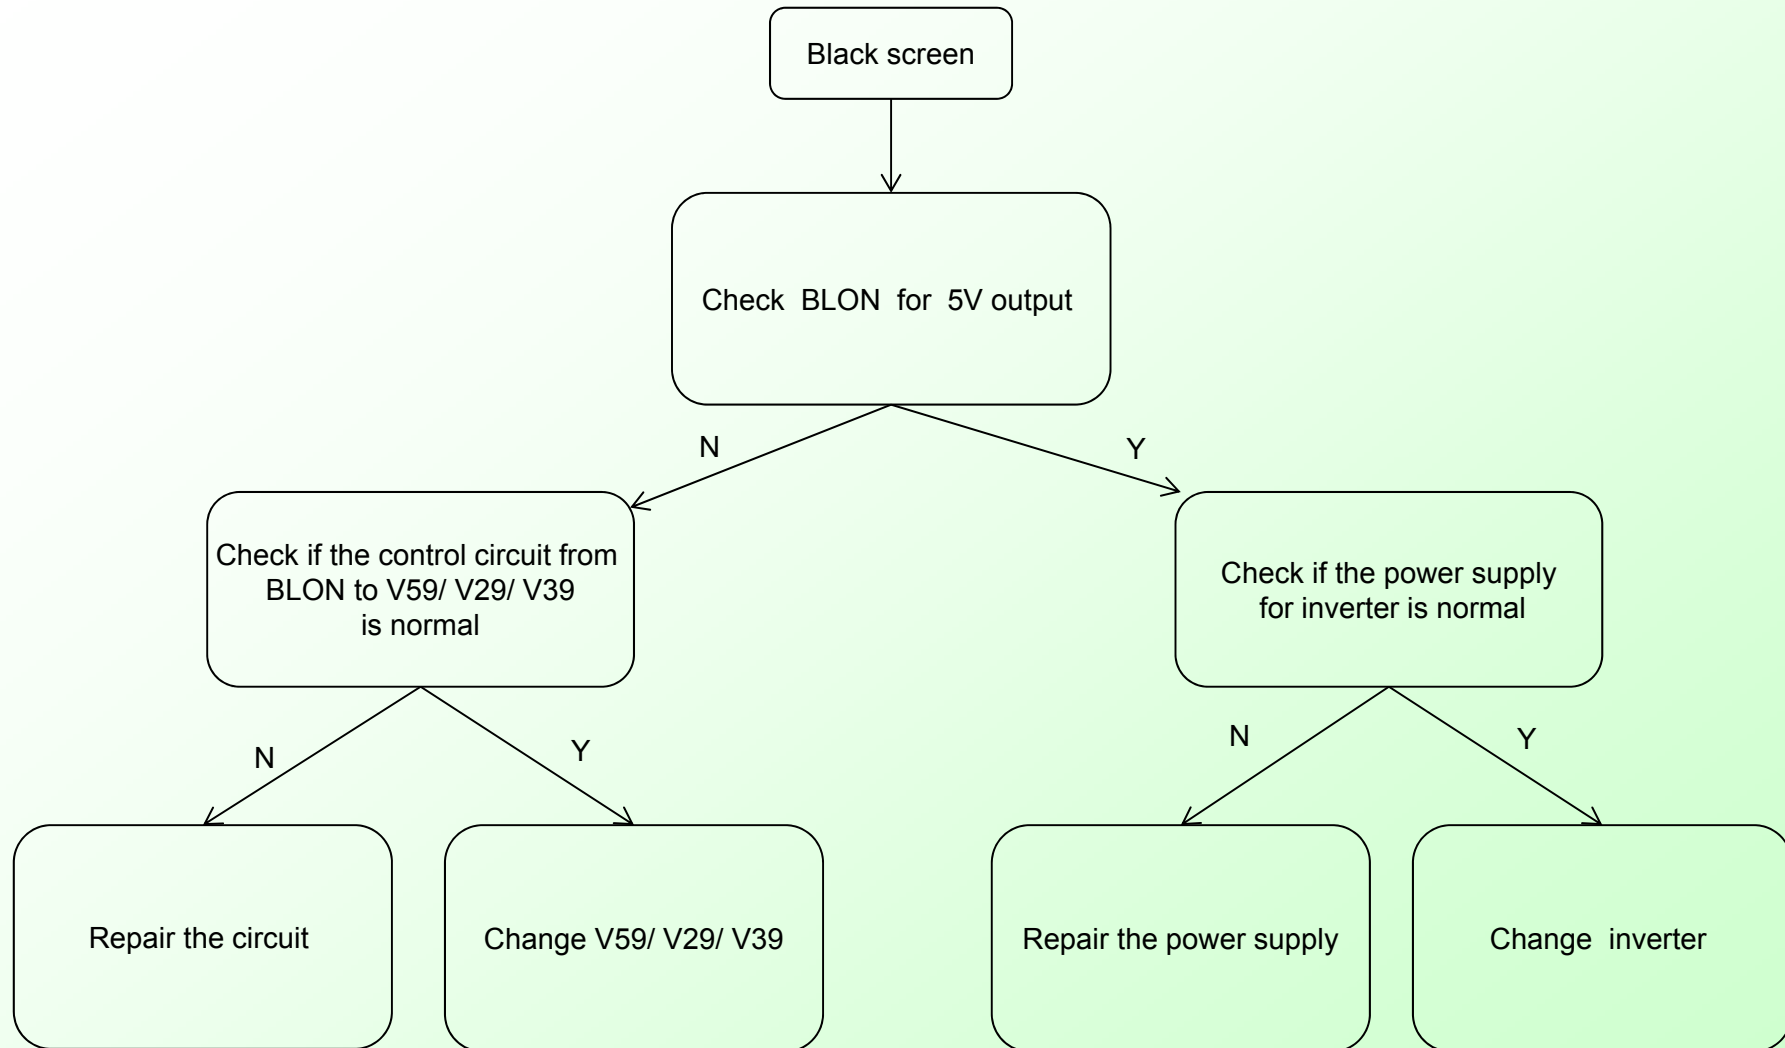 Black screen
Check BLON for 5V output
N
Y
Check if the control circuit from
BLON to V59/ V29/ V39
is normal
Check if the power supply
for inverter is normal
N
Y
N
Y
Repair the circuit
Change V59/ V29/ V39
Repair the power supply
Change inverter